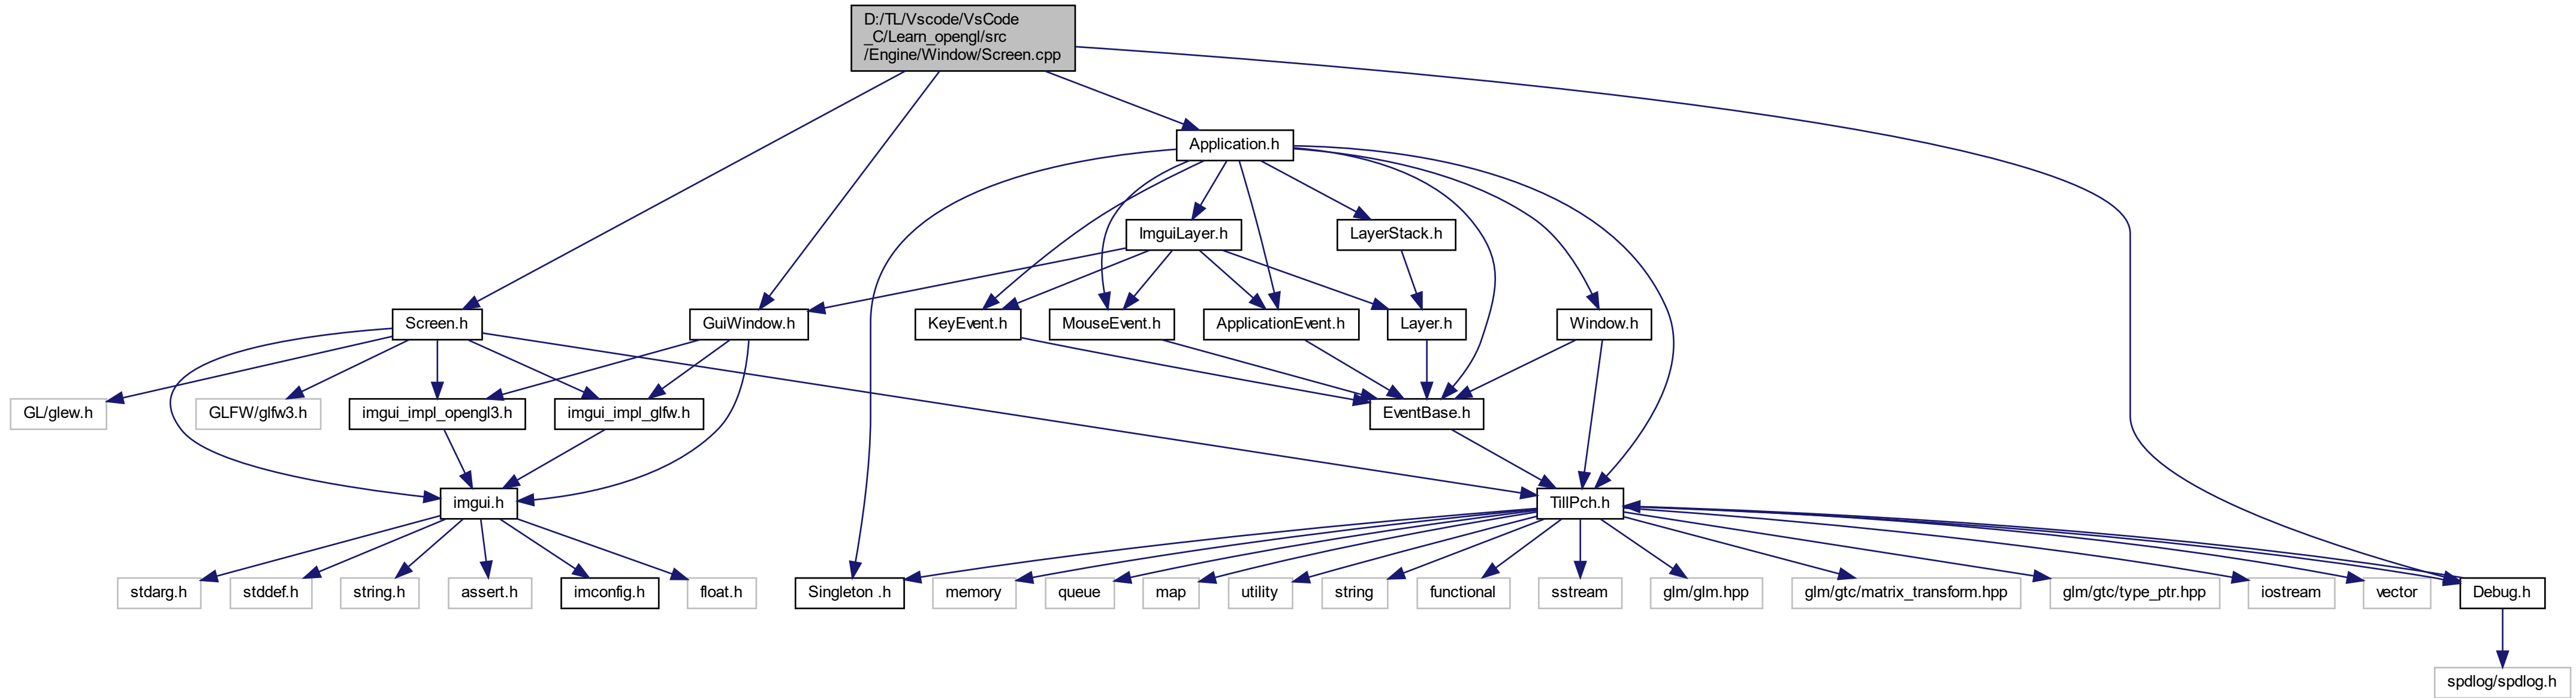 D:/TL/Vscode/VsCode
_C/Learn_opengl/src
/Engine/Window/Screen.cpp
Application.h
ImguiLayer.h
LayerStack.h
Screen.h
GuiWindow.h
KeyEvent.h
MouseEvent.h
ApplicationEvent.h
Layer.h
Window.h
GL/glew.h
GLFW/glfw3.h
imgui_impl_opengl3.h
imgui_impl_glfw.h
EventBase.h
imgui.h
TillPch.h
stdarg.h
stddef.h
string.h
assert.h
imconfig.h
float.h
Singleton .h
memory
queue
map
utility
string
functional
sstream
glm/glm.hpp
glm/gtc/matrix_transform.hpp
glm/gtc/type_ptr.hpp
iostream
vector
Debug.h
spdlog/spdlog.h